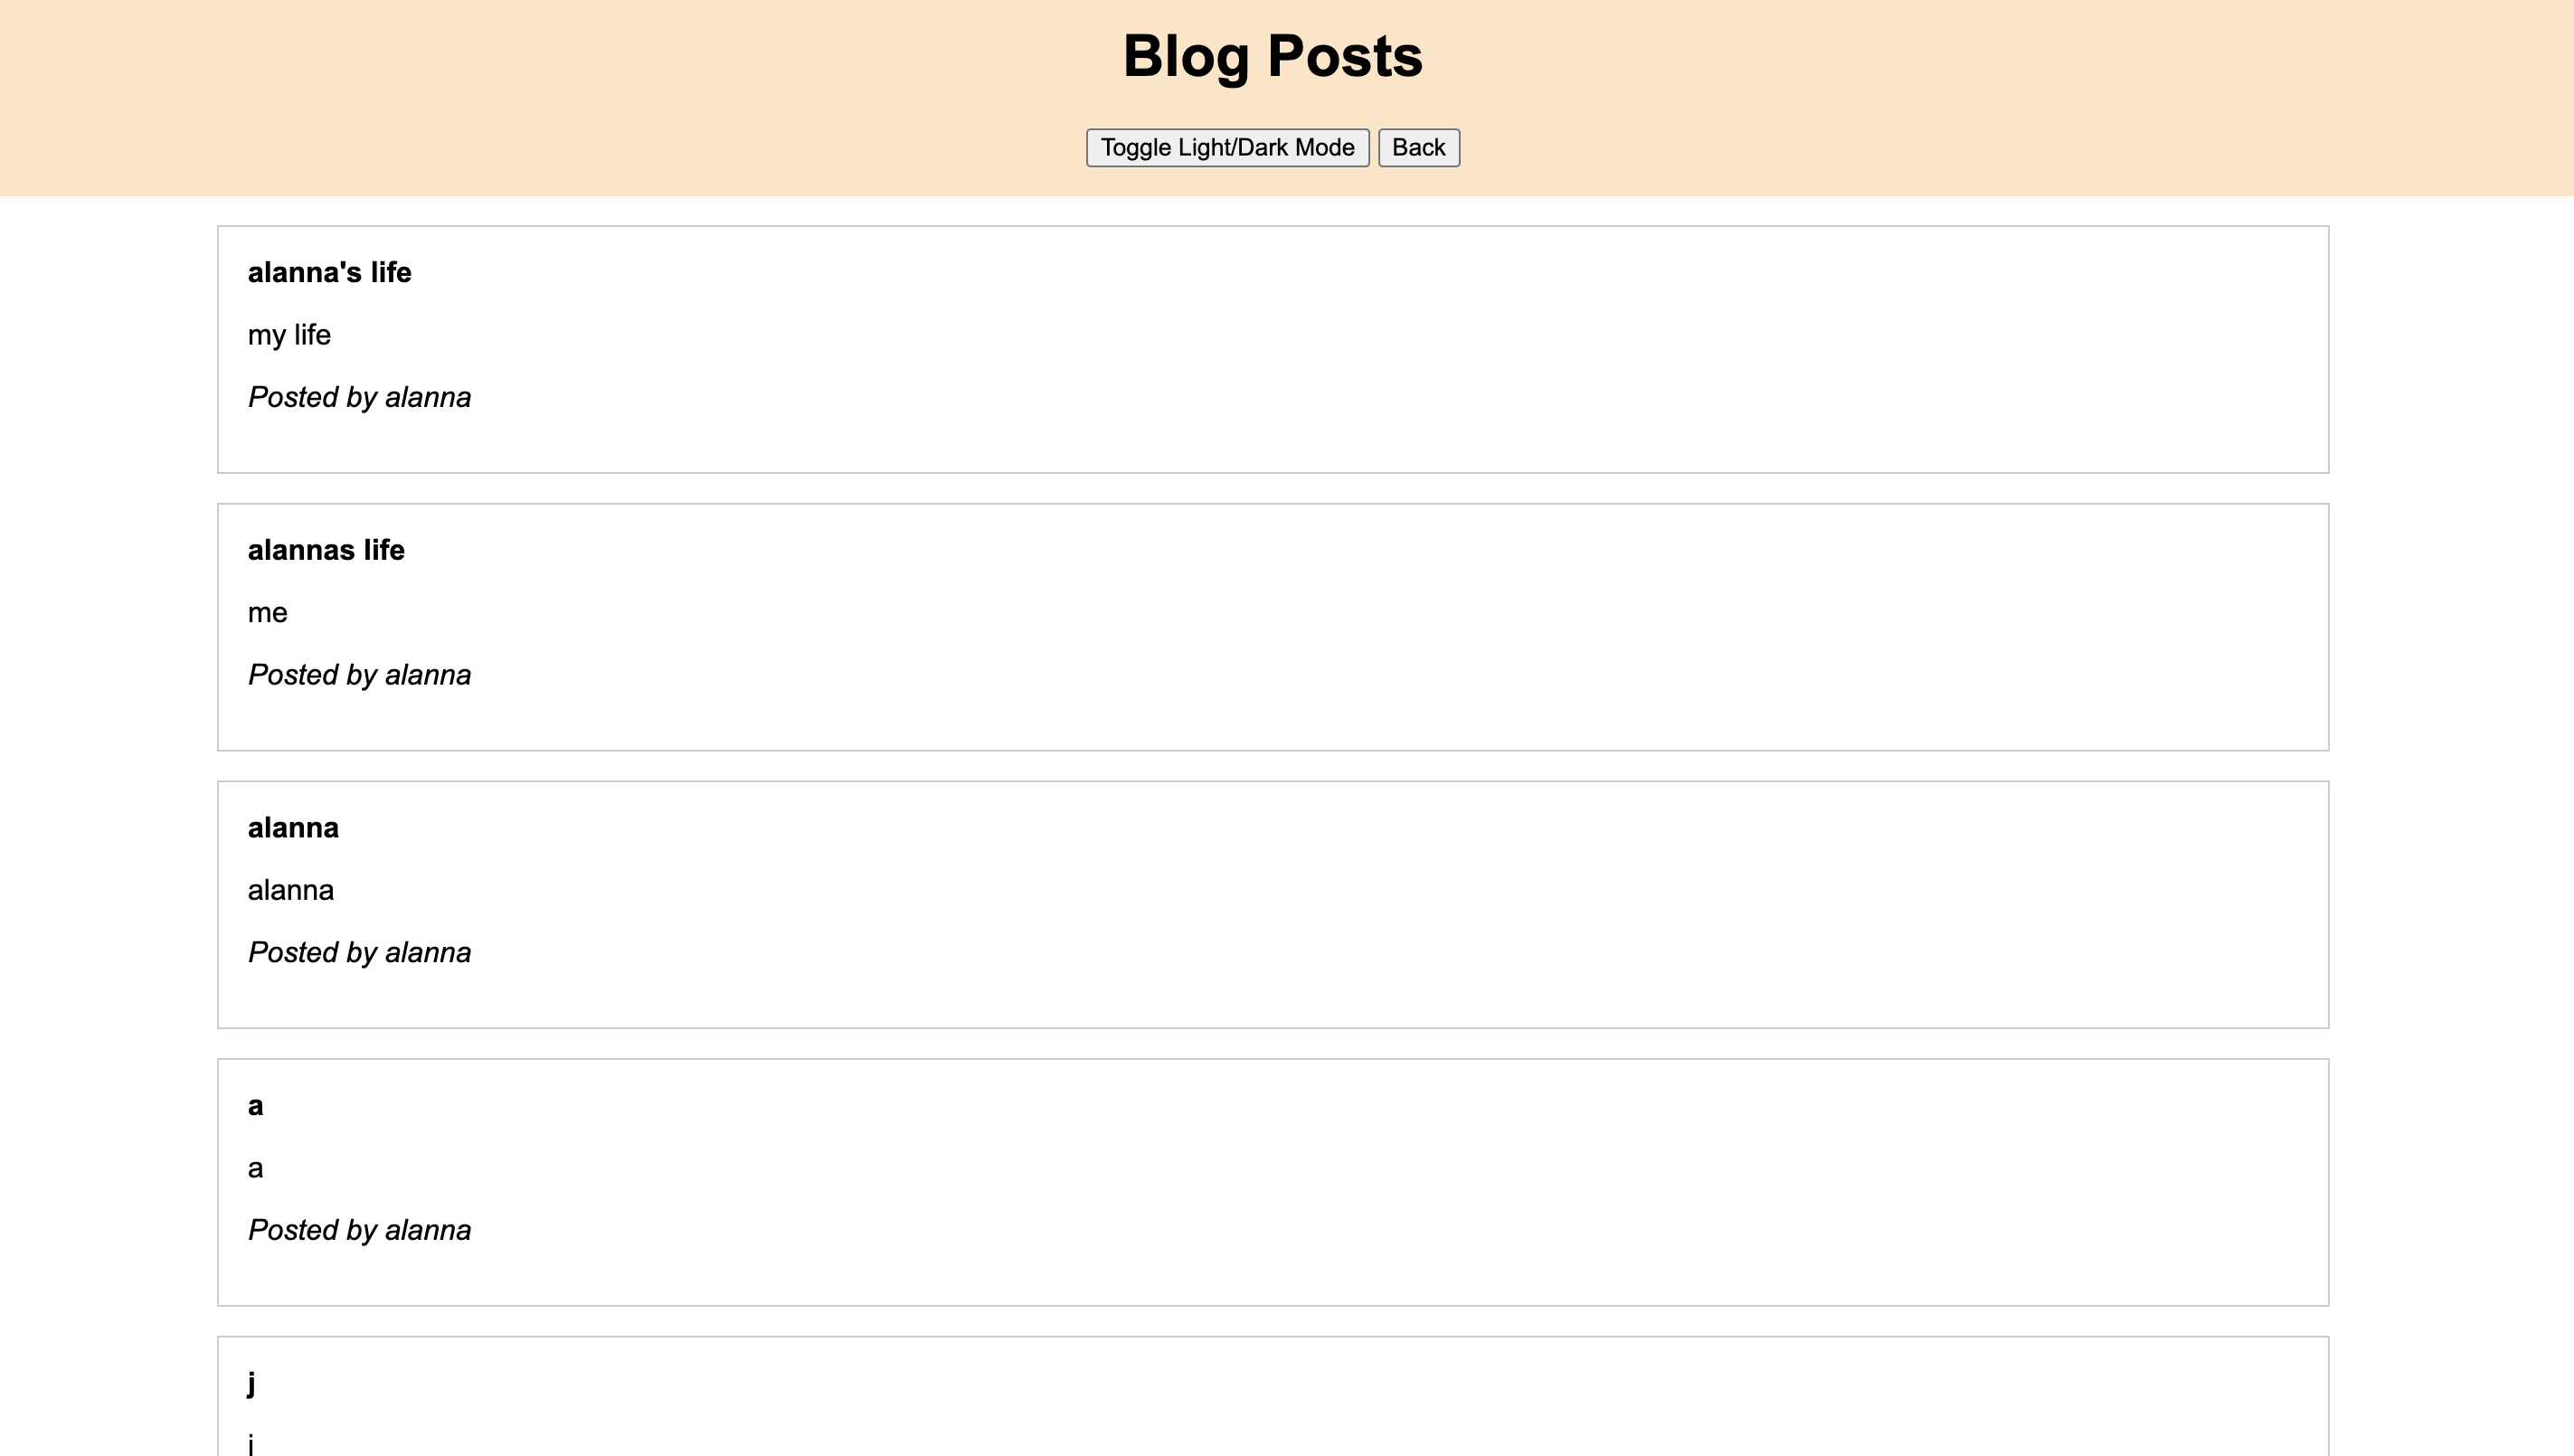 Blog Posts
Toggle Light/Dark Mode Back
alanna's life
my life
Posted by alanna
alannas life
me
Posted by alanna
alanna
alanna
Posted by alanna
a
a
Posted by alanna
j